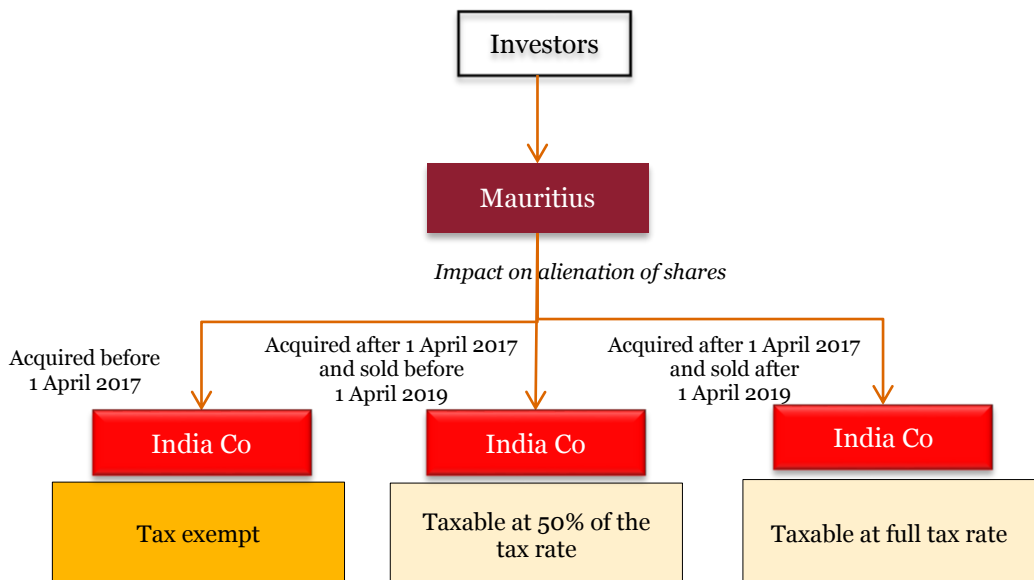 Investors
Mauritius
Impact on alienation of shares
Acquired before
1 April 2017
Acquired after 1 April 2017
and sold before
1 April 2019
Acquired after 1 April 2017
and sold after
1 April 2019
India Co
India Co
India Co
Tax exempt
Taxable at 50% of the
tax rate
Taxable at full tax rate